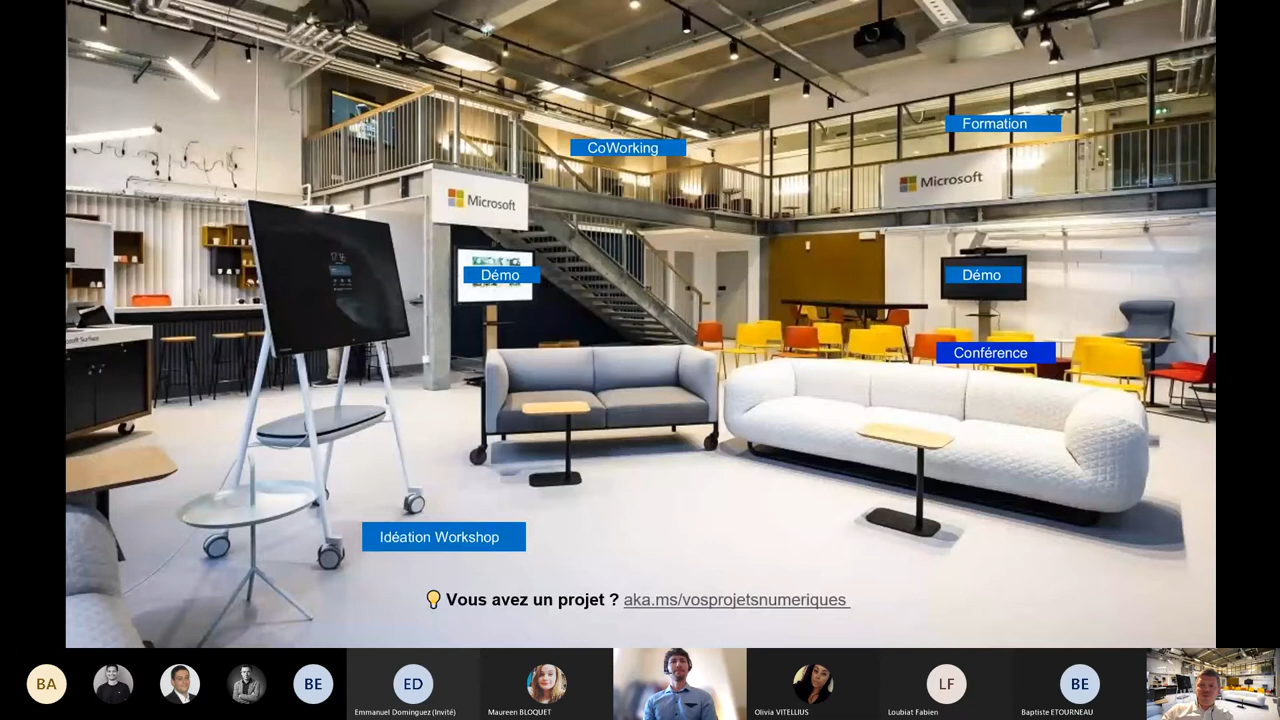 Formation
CoWorking
Microsoft
Microsoft
Démo
Démo
Conférence
Idéation Workshop
Vous avez un projet ? aka.ms/vosprojetsnumeriques
BA
BE
ED
LF
BE
Emmanuel Dominguez (Invité)
Maureen BLOQUET
Olivia VITELLIUS
Loubiat Fabien
Baptiste ETOURNEAU